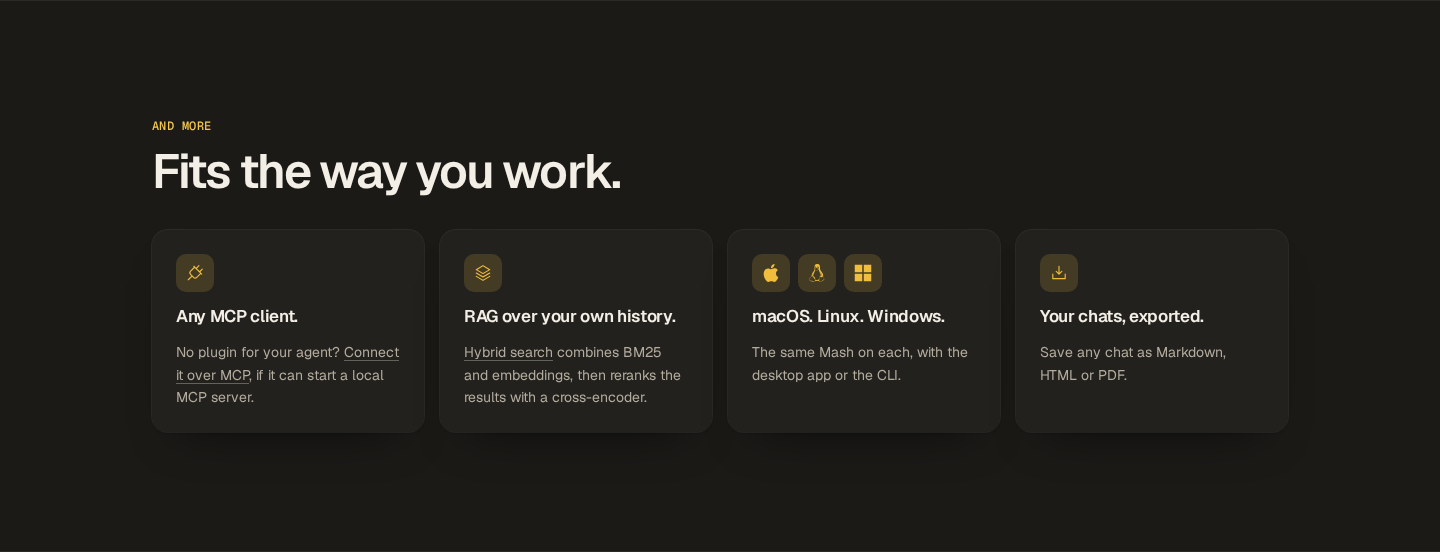 AND MORE
Fits the way you work.
Any MCP client.
No plugin for your agent? Connect
it over MCP, if it can start a local
MCP server.
RAG over your own history.
Hybrid search combines BM25
and embeddings, then reranks the
results with a cross-encoder.
macOS. Linux. Windows.
The same Mash on each, with the
desktop app or the CLI.
Your chats, exported.
Save any chat as Markdown,
HTML or PDF.